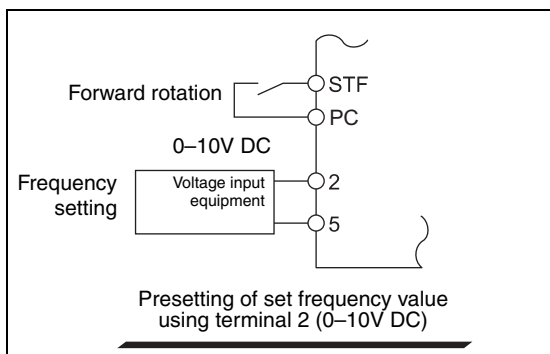 STF
Forward rotation
PC
0–10V DC
Frequency
setting
Voltage input
equipment
2
5
Presetting of set frequency value
using terminal 2 (0–10V DC)